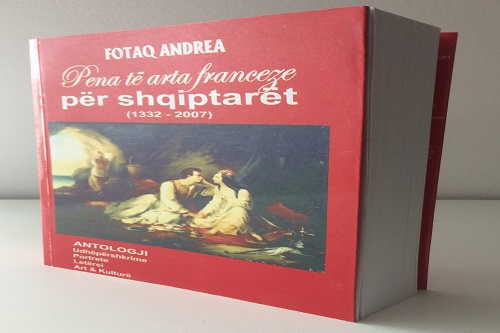 FOTAQ ANDREA
Pena të arta franceze
për shqiptarët
(1332 - 2007)
ANTOLOGJI
Udhëpërshkrime
Portrete
Letërsi
Art & Kulturë